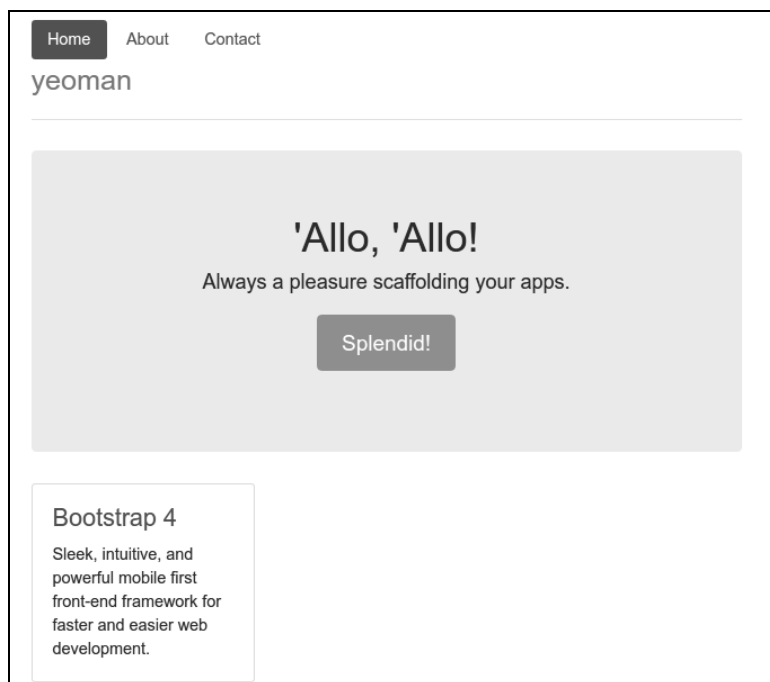 Home About Contact
yeoman
'Allo, 'Allo!
Always a pleasure scaffolding your apps.
Splendid!
Bootstrap 4
Sleek, intuitive, and
powerful mobile first
front-end framework for
faster and easier web
development.